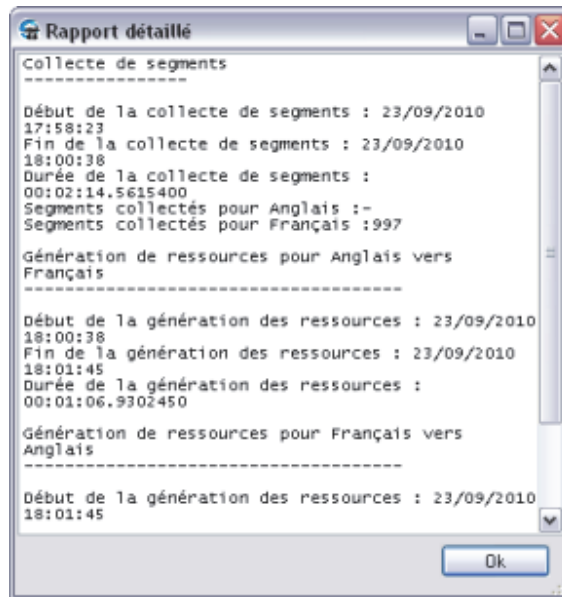 Rapport détaillé
Collecte de segments
----------------
Début de la collecte de segments : 23/09/2010
17:58:23
Fin de la collecte de segments : 23/09/2010
18:00:38
Durée de la collecte de segments :
00:02:14.5615400
Segments collectés pour Anglais :-
Segments collectés pour Français :997
Génération de ressources pour Anglais vers
Français
-------------------------------------
Début de la génération des ressources : 23/09/2010
18:00:38
Fin de la génération des ressources : 23/09/2010
18:01:45
Durée de la génération des ressources :
00:01:06.9302450
Génération de ressources pour Français vers
Anglais
-------------------------------------
Début de la génération des ressources : 23/09/2010
18:01:45
Ok